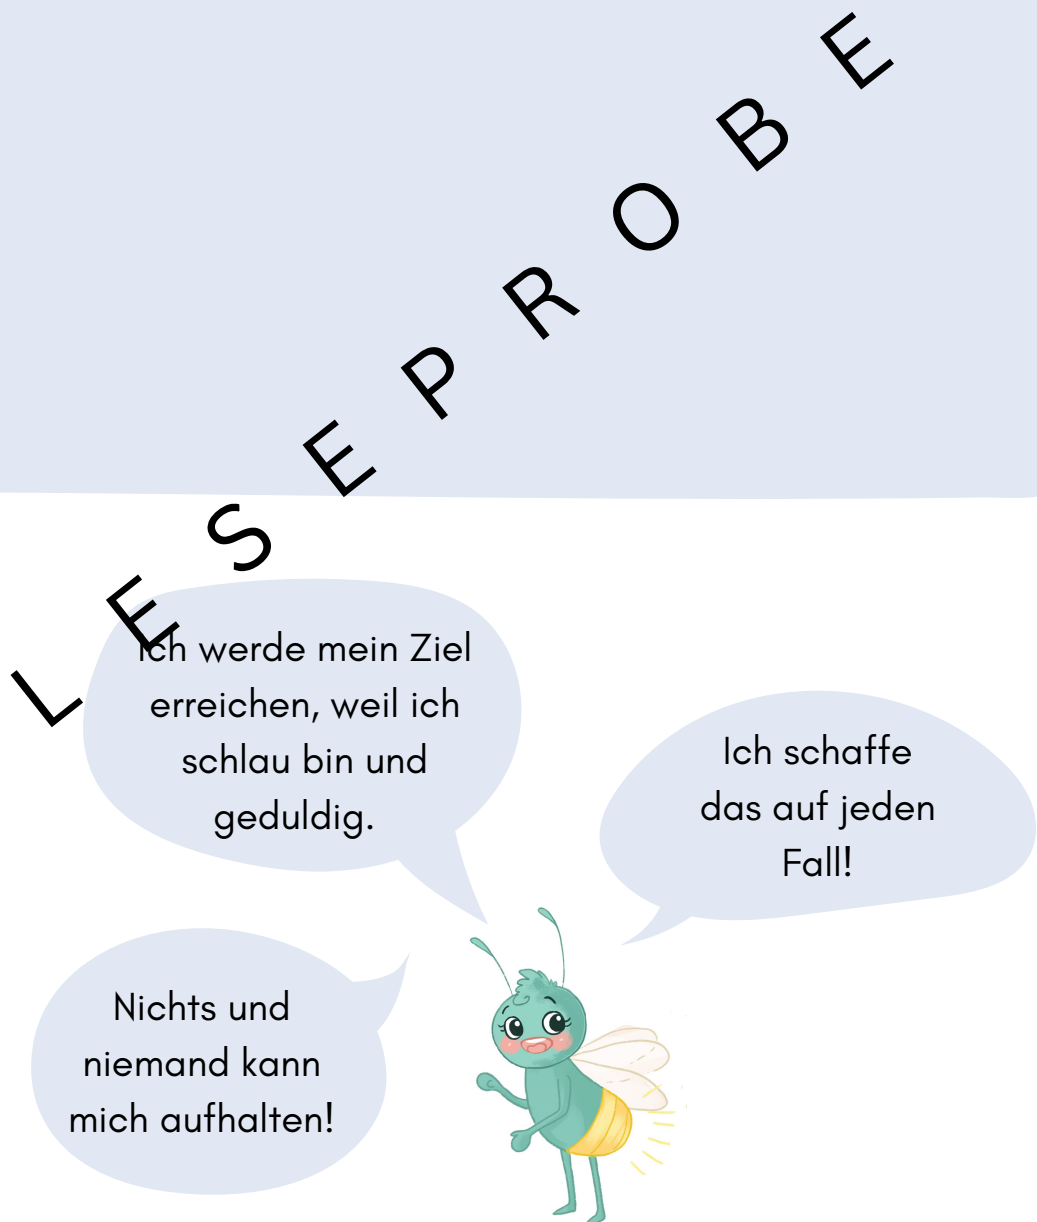 LESEPROBE
Ich werde mein Ziel
erreichen, weil ich
schlau bin und
geduldig.
Ich schaffe
das auf jeden
Fall!
Nichts und
niemand kann
mich aufhalten!